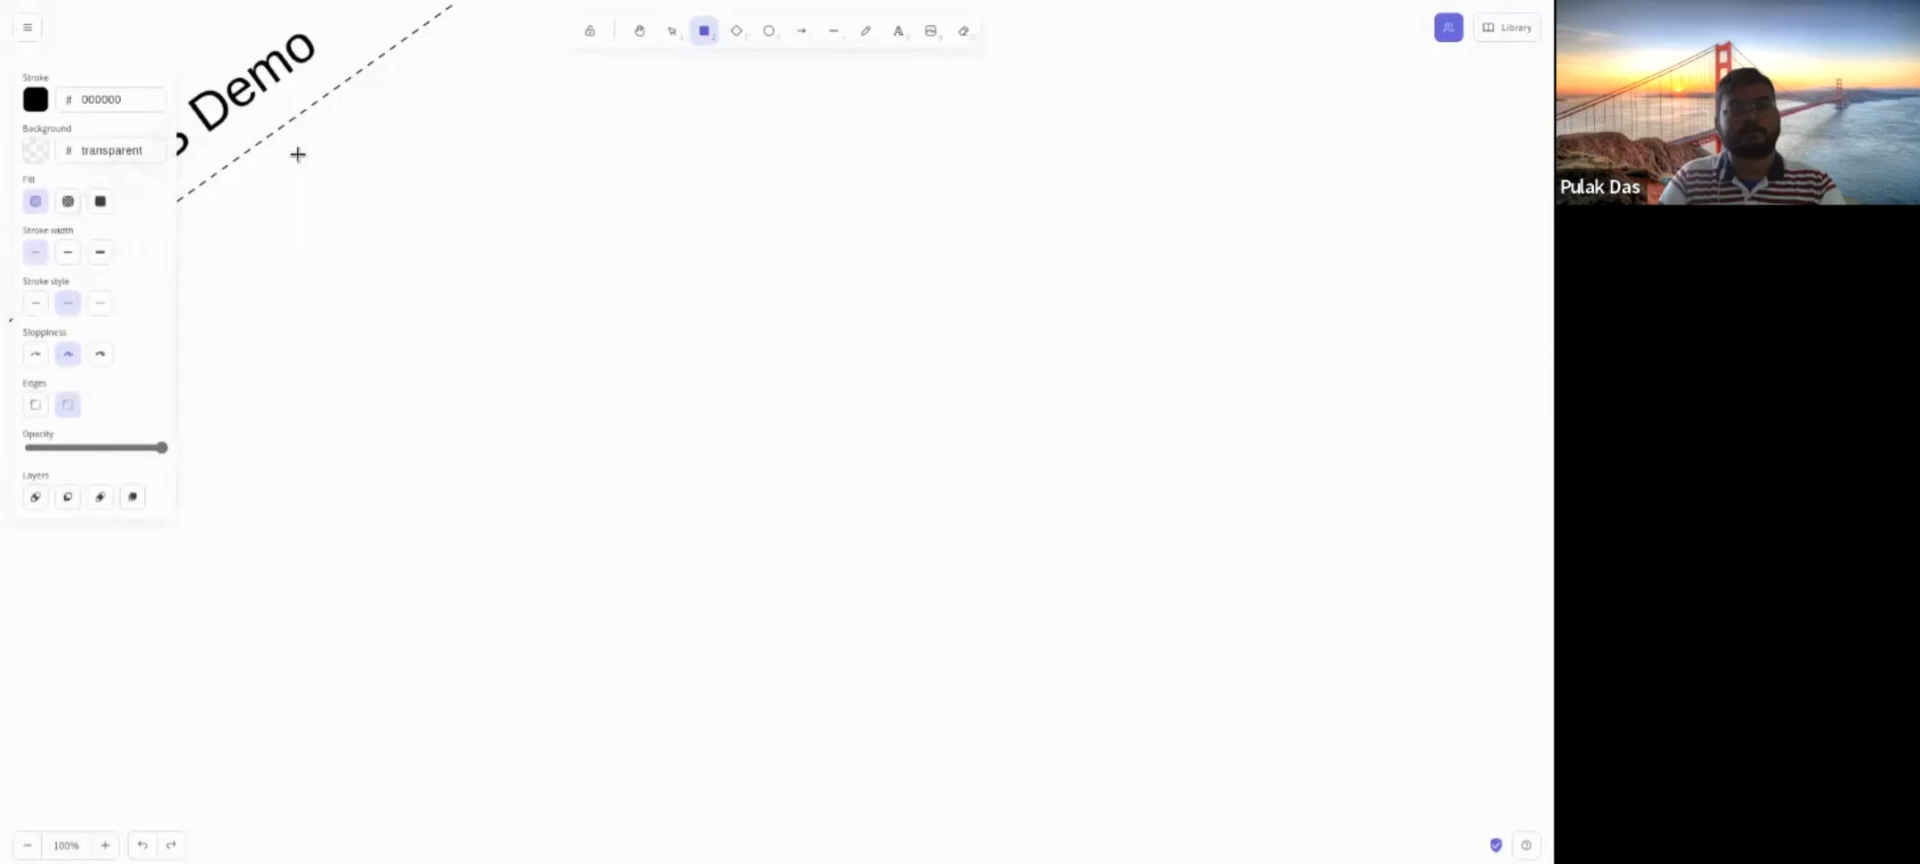 Demo
Library
Stroke
# 000000
Background
# transparent
Fill
Stroke width
Stroke style
Sloppiness
Edges
Opacity
Layers
100%
Pulak Das